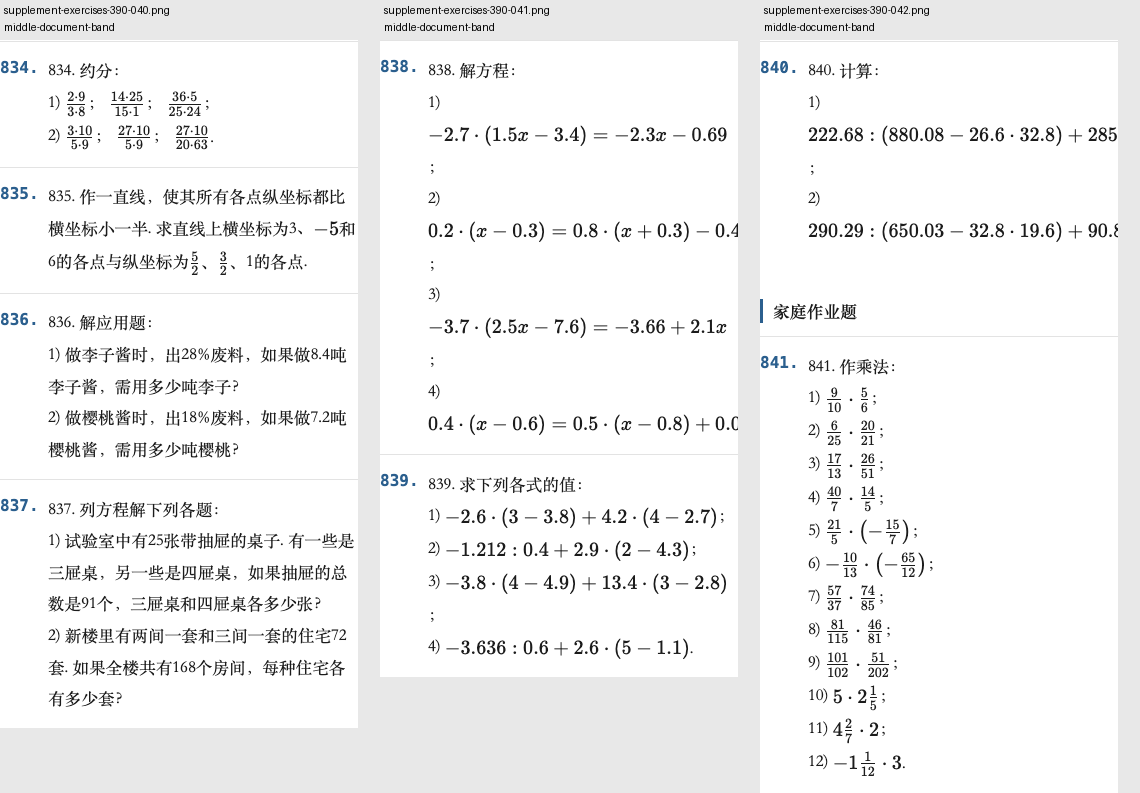 supplement-exercises-390-040.png
middle-document-band
834. 834. 约分：
1) 2·9/3·8； 14·25/15·1； 36·5/25·24；
2) 3·10/5·9； 27·10/5·9； 27·10/20·63.
835. 835. 作一直线，使其所有各点纵坐标都比
横坐标小一半. 求直线上横坐标为3、−5和
6的各点与纵坐标为5/2、3/2、1的各点.
836. 836. 解应用题：
1) 做李子酱时，出28%废料，如果做8.4吨
李子酱，需用多少吨李子？
2) 做樱桃酱时，出18%废料，如果做7.2吨
樱桃酱，需用多少吨樱桃？
837. 837. 列方程解下列各题：
1) 试验室中有25张带抽屉的桌子. 有一些是
三屉桌，另一些是四屉桌，如果抽屉的总
数是91个，三屉桌和四屉桌各多少张？
2) 新楼里有两间一套和三间一套的住宅72
套. 如果全楼共有168个房间，每种住宅各
有多少套？
supplement-exercises-390-041.png
middle-document-band
838. 838. 解方程：
1)
−2.7 · (1.5x − 3.4) = −2.3x − 0.69
；
2)
0.2 · (x − 0.3) = 0.8 · (x + 0.3) − 0.4
；
3)
−3.7 · (2.5x − 7.6) = −3.66 + 2.1x
；
4)
0.4 · (x − 0.6) = 0.5 · (x − 0.8) + 0.0
839. 839. 求下列各式的值：
1) −2.6 · (3 − 3.8) + 4.2 · (4 − 2.7)；
2) −1.212 : 0.4 + 2.9 · (2 − 4.3)；
3) −3.8 · (4 − 4.9) + 13.4 · (3 − 2.8)
；
4) −3.636 : 0.6 + 2.6 · (5 − 1.1).
supplement-exercises-390-042.png
middle-document-band
840. 840. 计算：
1)
222.68 : (880.08 − 26.6 · 32.8) + 285
；
2)
290.29 : (650.03 − 32.8 · 19.6) + 90.8
家庭作业题
841. 841. 作乘法：
1) 9/10 · 5/6；
2) 6/25 · 20/21；
3) 17/13 · 26/51；
4) 40/7 · 14/5；
5) 21/5 · (−15/7)；
6) −10/13 · (−65/12)；
7) 57/37 · 74/85；
8) 81/115 · 46/81；
9) 101/102 · 51/202；
10) 5 · 2 1/5；
11) 4 2/7 · 2；
12) −1 1/12 · 3.